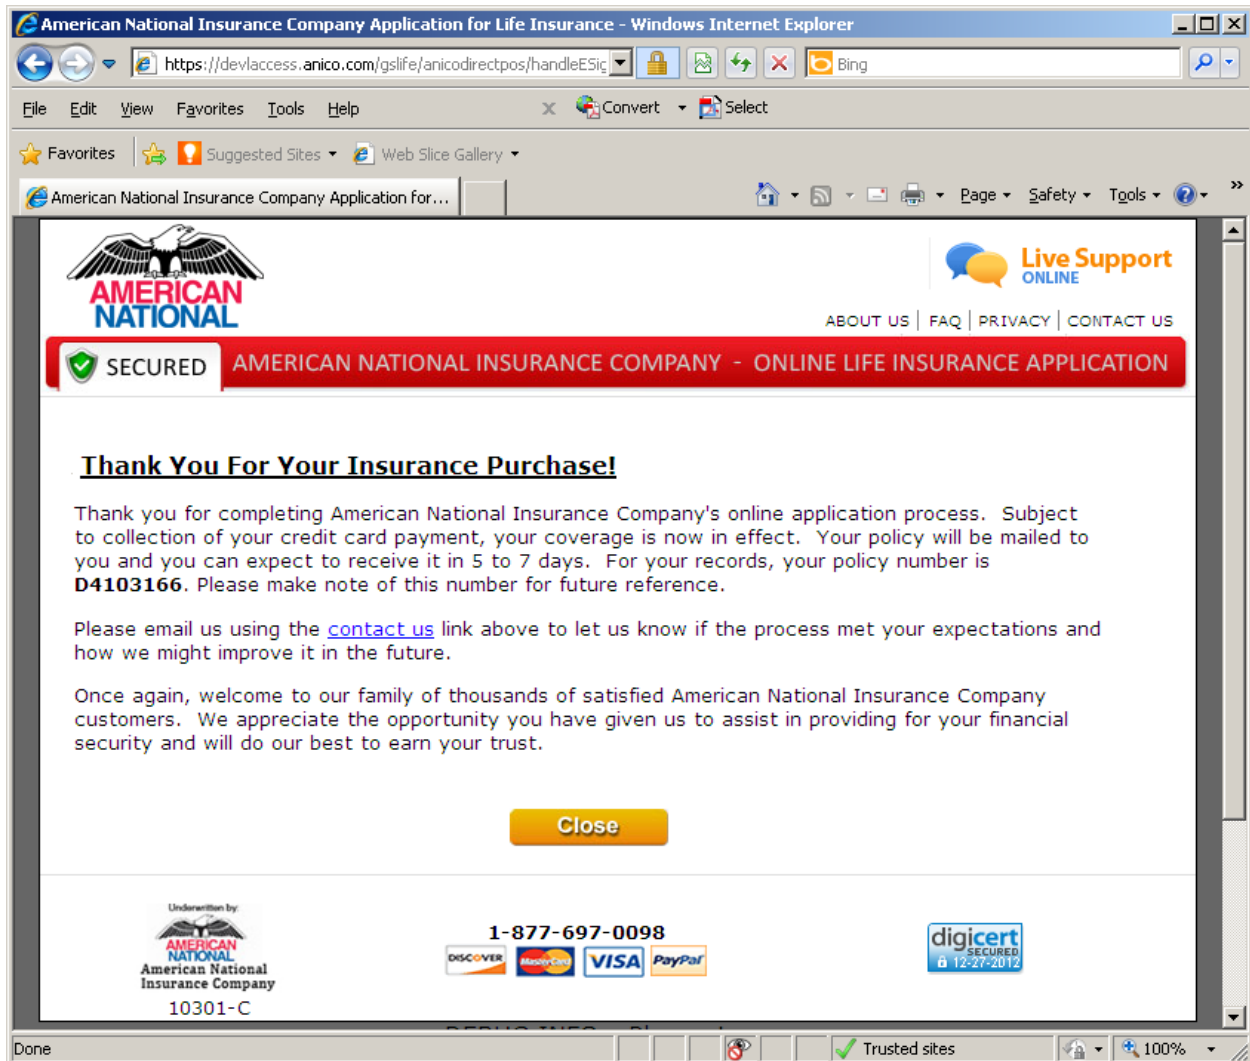 American National Insurance Company Application for Life Insurance - Windows Internet Explorer
https://devlaccess.anico.com/gslife/anicodirectpos/handleESig
Bing
File Edit View Favorites Tools Help
Convert Select
Favorites Suggested Sites Web Slice Gallery
American National Insurance Company Application for...
Page Safety Tools
AMERICAN
NATIONAL
Live Support
ONLINE
ABOUT US | FAQ | PRIVACY | CONTACT US
SECURED AMERICAN NATIONAL INSURANCE COMPANY - ONLINE LIFE INSURANCE APPLICATION
Thank You For Your Insurance Purchase!
Thank you for completing American National Insurance Company's online application process. Subject
to collection of your credit card payment, your coverage is now in effect. Your policy will be mailed to
you and you can expect to receive it in 5 to 7 days. For your records, your policy number is
D4103166. Please make note of this number for future reference.
Please email us using the contact us link above to let us know if the process met your expectations and
how we might improve it in the future.
Once again, welcome to our family of thousands of satisfied American National Insurance Company
customers. We appreciate the opportunity you have given us to assist in providing for your financial
security and will do our best to earn your trust.
Close
Underwritten by:
AMERICAN
NATIONAL
American National
Insurance Company
10301-C
1-877-697-0098
DISCOVER MasterCard VISA PayPal
digicert
SECURED
12-27-2012
DEBUG INFO
Done Trusted sites 100%